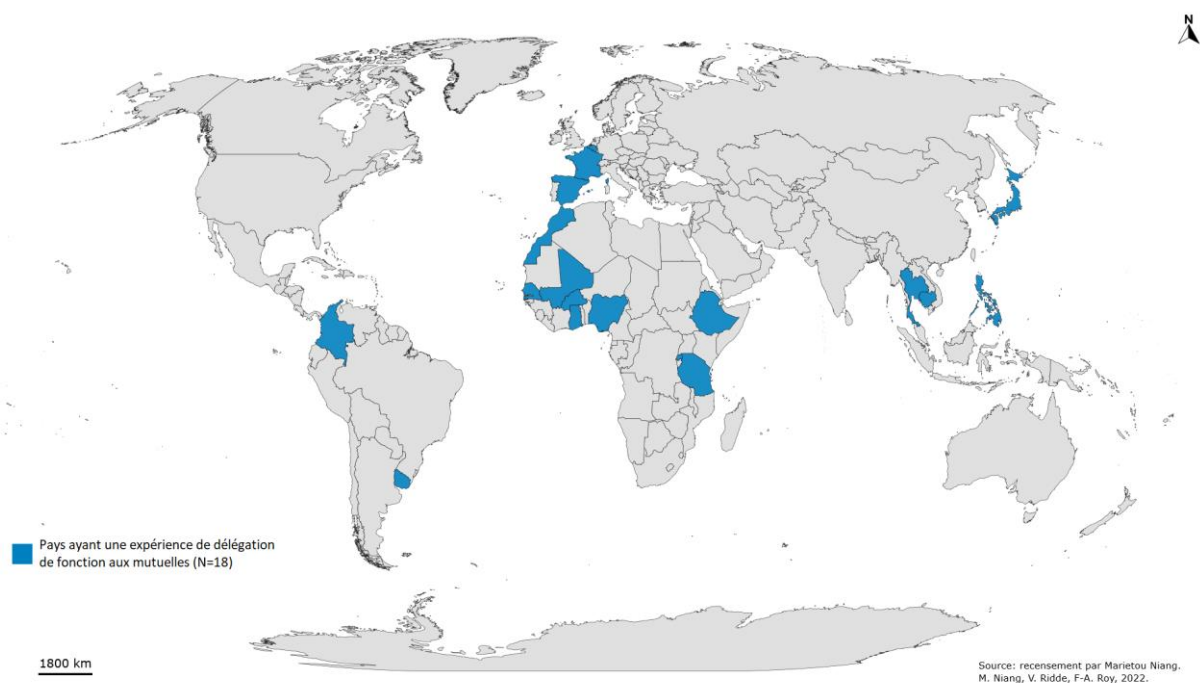 N
Pays ayant une expérience de délégation
de fonction aux mutuelles (N=18)
1800 km
Source: recensement par Marietou Niang.
M. Niang, V. Ridde, F-A. Roy, 2022.